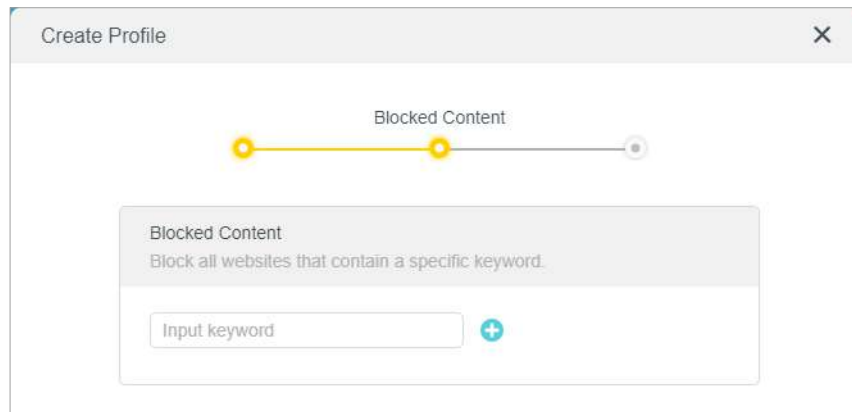 Create Profile
Blocked Content
Blocked Content
Block all websites that contain a specific keyword.
Input keyword